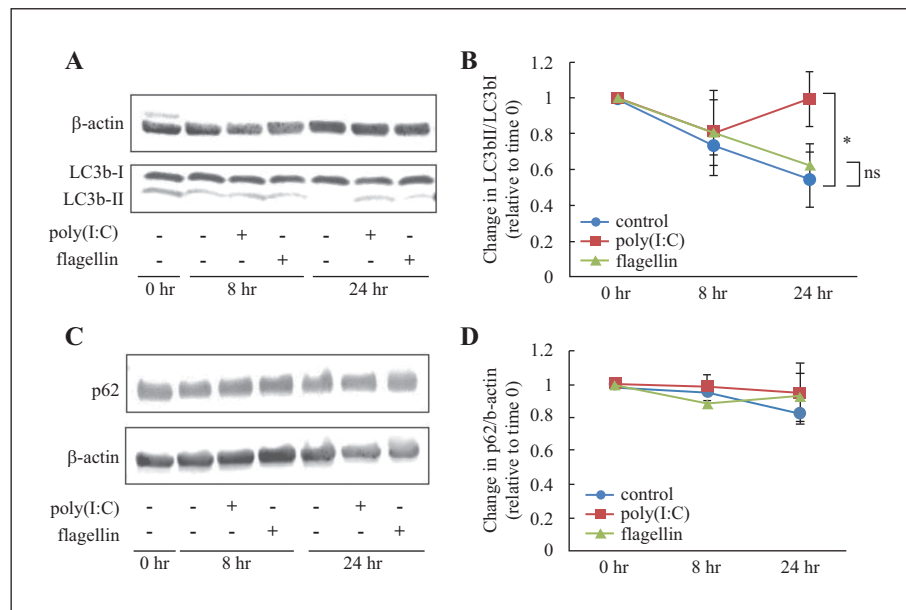 A
β-actin
LC3b-I
LC3b-II
poly(I:C) - - + - - + -
flagellin - - - + - - +
0 hr 8 hr 24 hr
B
Change in LC3bII/LC3bI
(relative to time 0)
1.2
1
0.8
0.6
0.4
0.2
0
*
ns
control
poly(I:C)
flagellin
0 hr 8 hr 24 hr
C
p62
β-actin
poly(I:C) - - + - - + -
flagellin - - - + - - +
0 hr 8 hr 24 hr
D
Change in p62/b-actin
(relative to time 0)
1.2
1
0.8
0.6
0.4
0.2
0
control
poly(I:C)
flagellin
0 hr 8 hr 24 hr